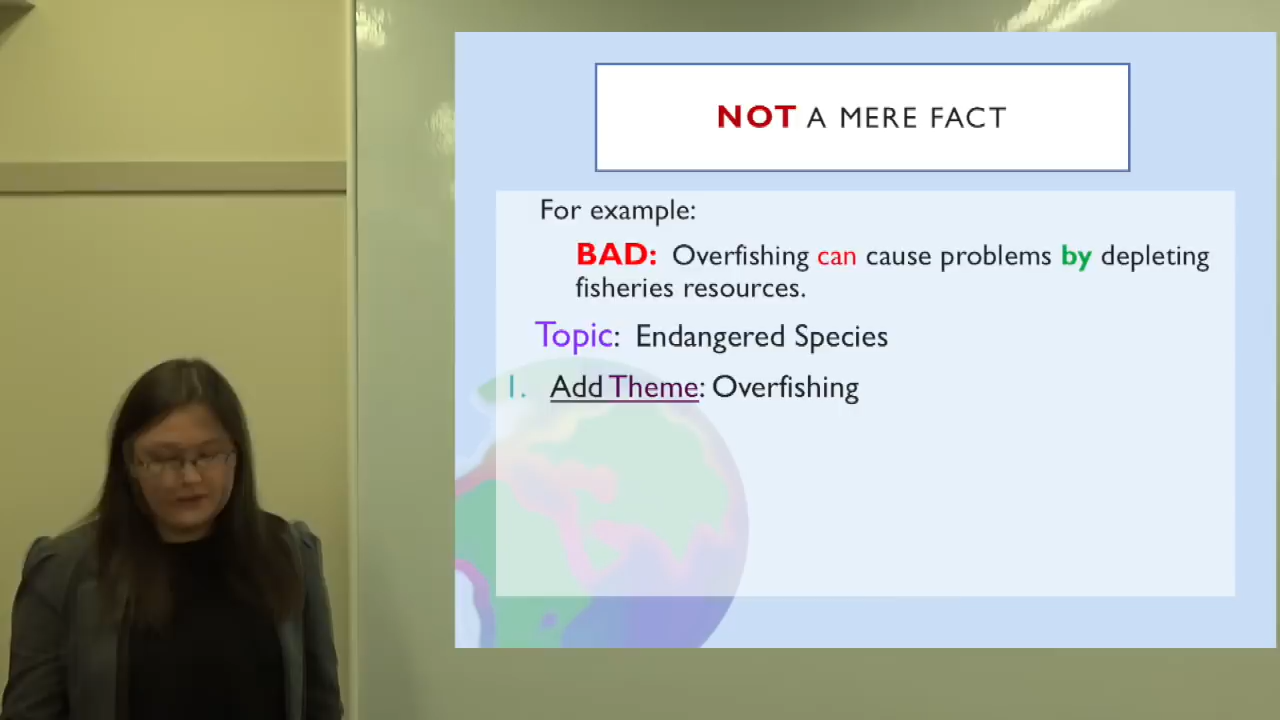 NOT A MERE FACT
For example:
BAD: Overfishing can cause problems by depleting
fisheries resources.
Topic: Endangered Species
1. Add Theme: Overfishing